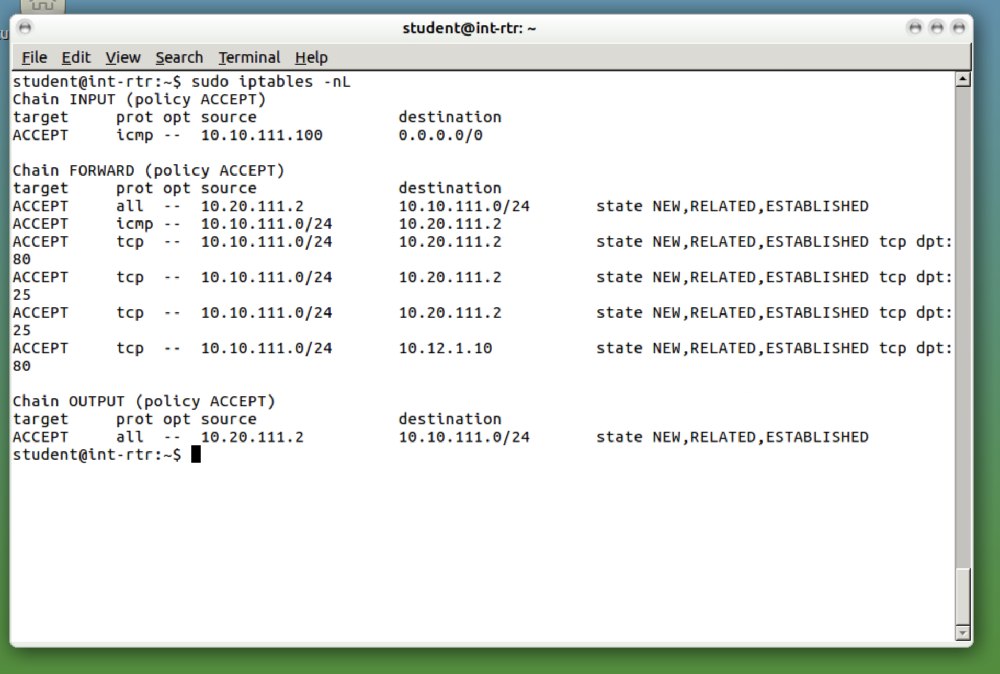 tu
student@int-rtr: ~
File Edit View Search Terminal Help
student@int-rtr:~$ sudo iptables -nL
Chain INPUT (policy ACCEPT)
target     prot opt source               destination
ACCEPT     icmp --  10.10.111.100        0.0.0.0/0

Chain FORWARD (policy ACCEPT)
target     prot opt source               destination
ACCEPT     all  --  10.20.111.2          10.10.111.0/24       state NEW,RELATED,ESTABLISHED
ACCEPT     icmp --  10.10.111.0/24       10.20.111.2
ACCEPT     tcp  --  10.10.111.0/24       10.20.111.2          state NEW,RELATED,ESTABLISHED tcp dpt:
80
ACCEPT     tcp  --  10.10.111.0/24       10.20.111.2          state NEW,RELATED,ESTABLISHED tcp dpt:
25
ACCEPT     tcp  --  10.10.111.0/24       10.20.111.2          state NEW,RELATED,ESTABLISHED tcp dpt:
25
ACCEPT     tcp  --  10.10.111.0/24       10.12.1.10           state NEW,RELATED,ESTABLISHED tcp dpt:
80

Chain OUTPUT (policy ACCEPT)
target     prot opt source               destination
ACCEPT     all  --  10.20.111.2          10.10.111.0/24       state NEW,RELATED,ESTABLISHED
student@int-rtr:~$